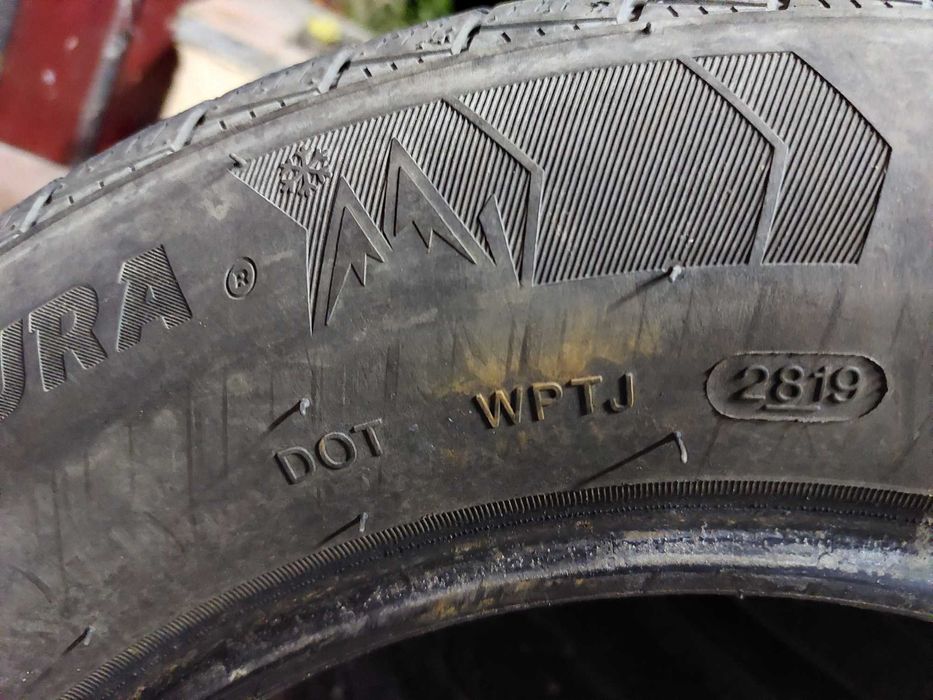 URA ®
DOT WPTJ 2819